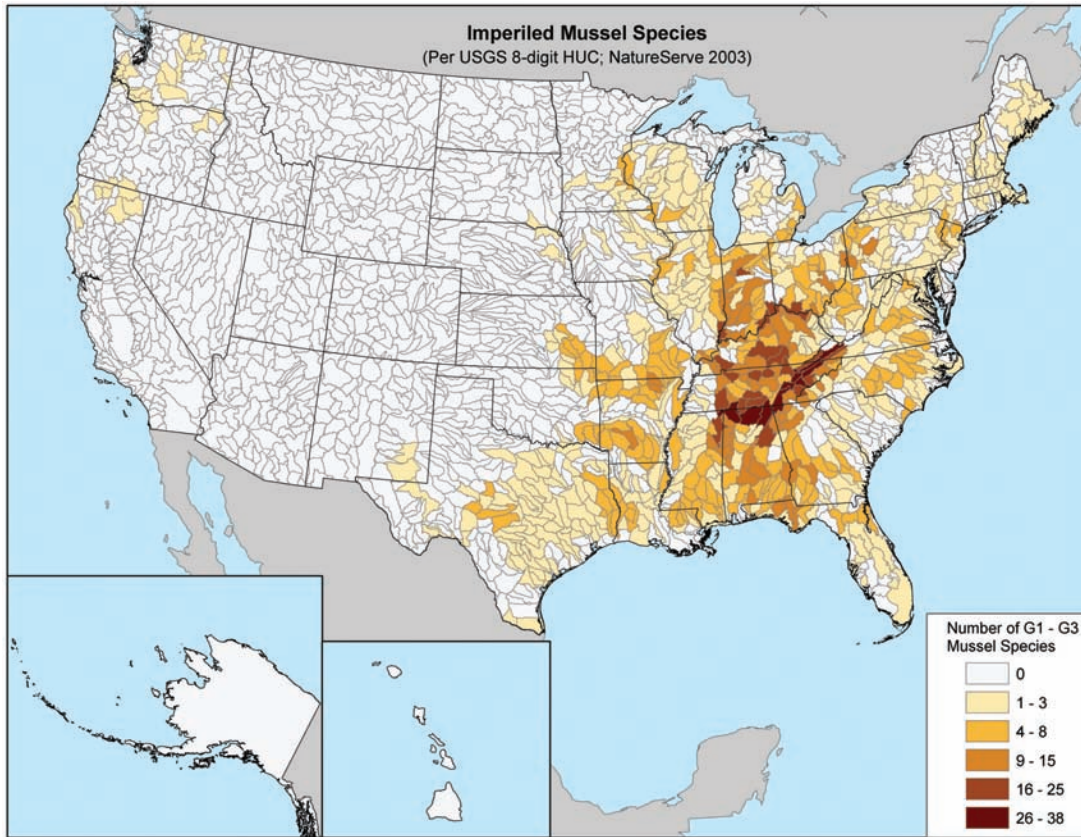 Imperiled Mussel Species
(Per USGS 8-digit HUC; NatureServe 2003)
Number of G1 - G3
Mussel Species
0
1 - 3
4 - 8
9 - 15
16 - 25
26 - 38